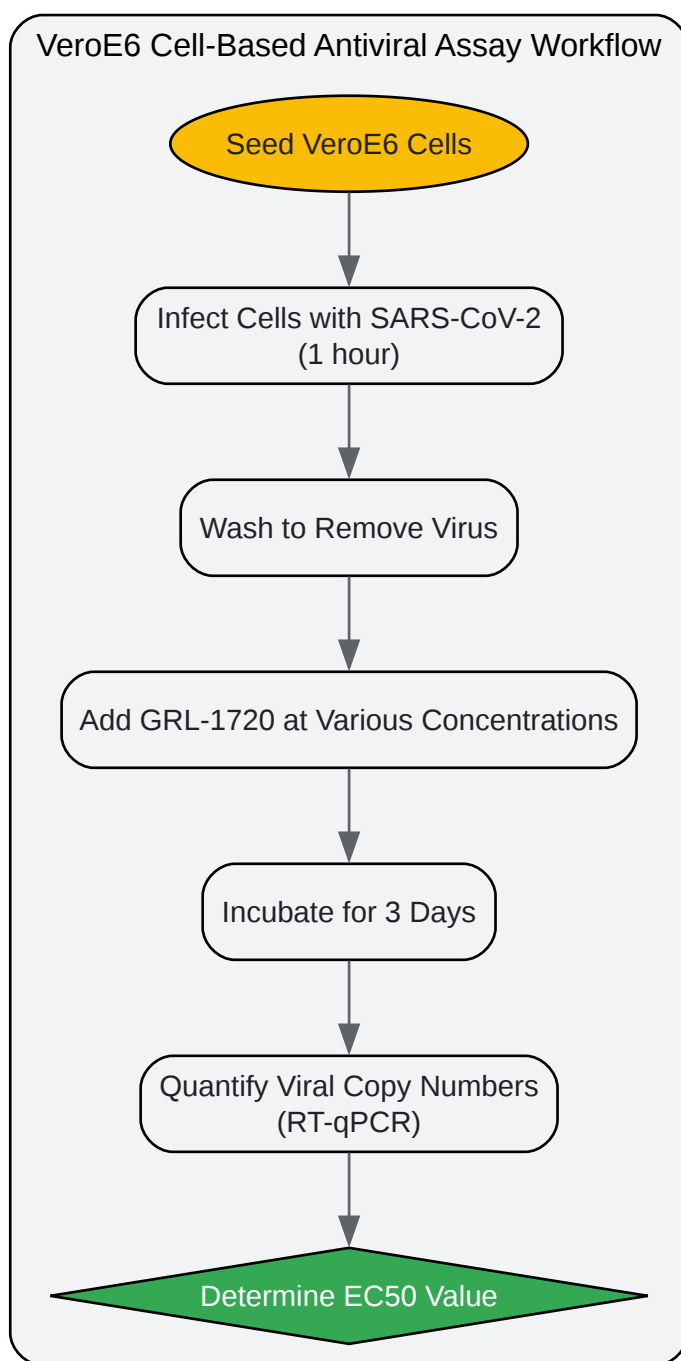 VeroE6 Cell-Based Antiviral Assay Workflow
Seed VeroE6 Cells
Infect Cells with SARS-CoV-2
(1 hour)
Wash to Remove Virus
Add GRL-1720 at Various Concentrations
Incubate for 3 Days
Quantify Viral Copy Numbers
(RT-qPCR)
Determine EC50 Value